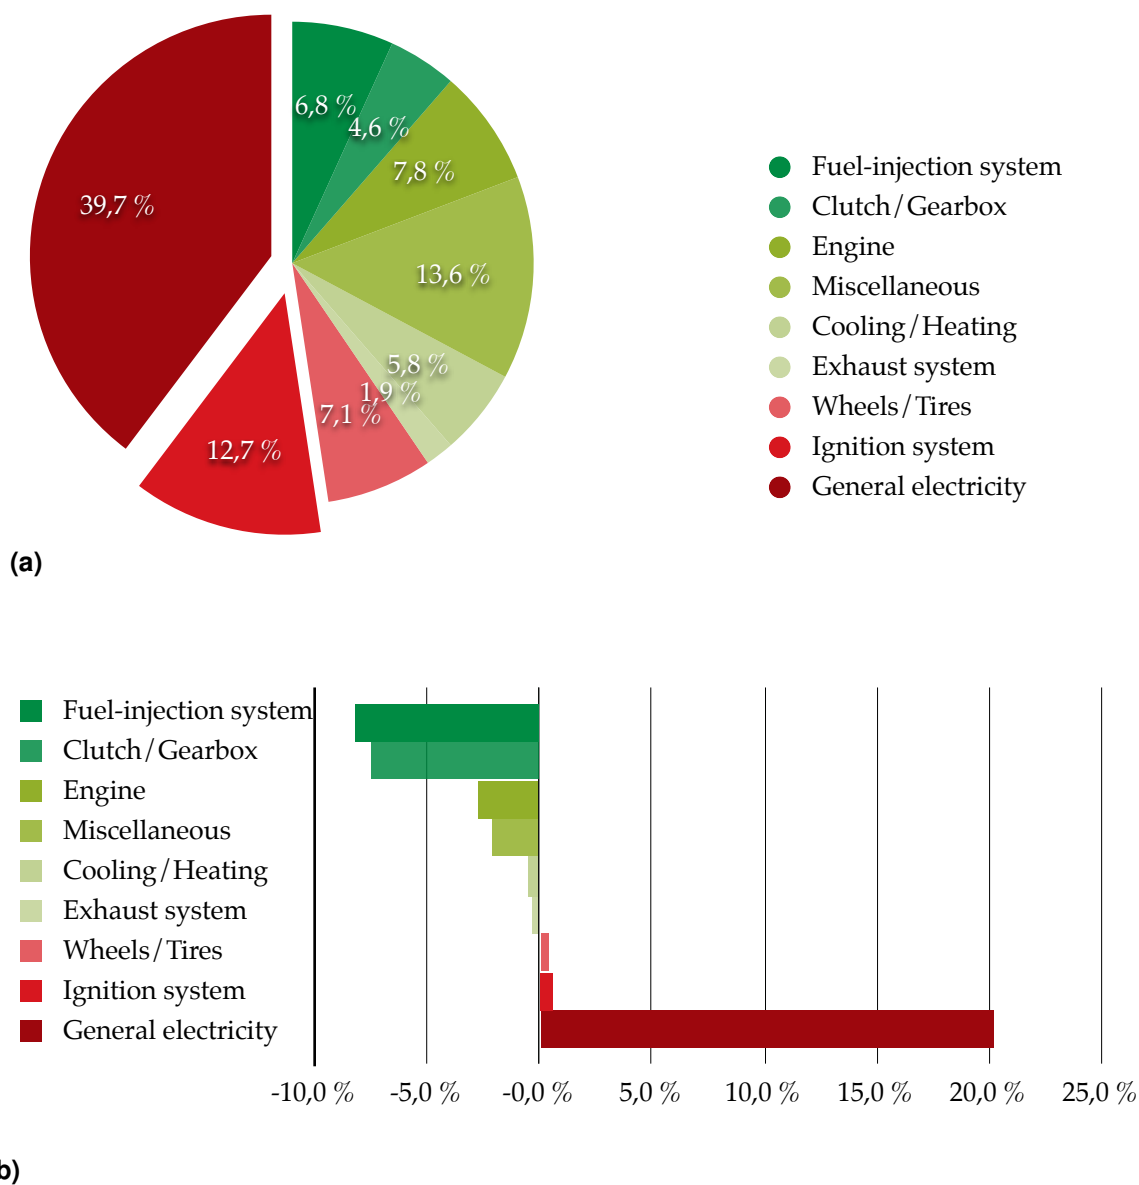 6,8 %
4,6 %
7,8 %
39,7 %
13,6 %
5,8 %
1,9 %
7,1 %
12,7 %
Fuel-injection system
Clutch/Gearbox
Engine
Miscellaneous
Cooling/Heating
Exhaust system
Wheels/Tires
Ignition system
General electricity
(a)
Fuel-injection system
Clutch/Gearbox
Engine
Miscellaneous
Cooling/Heating
Exhaust system
Wheels/Tires
Ignition system
General electricity
-10,0 % -5,0 % -0,0 % 5,0 % 10,0 % 15,0 % 20,0 % 25,0 %
b)